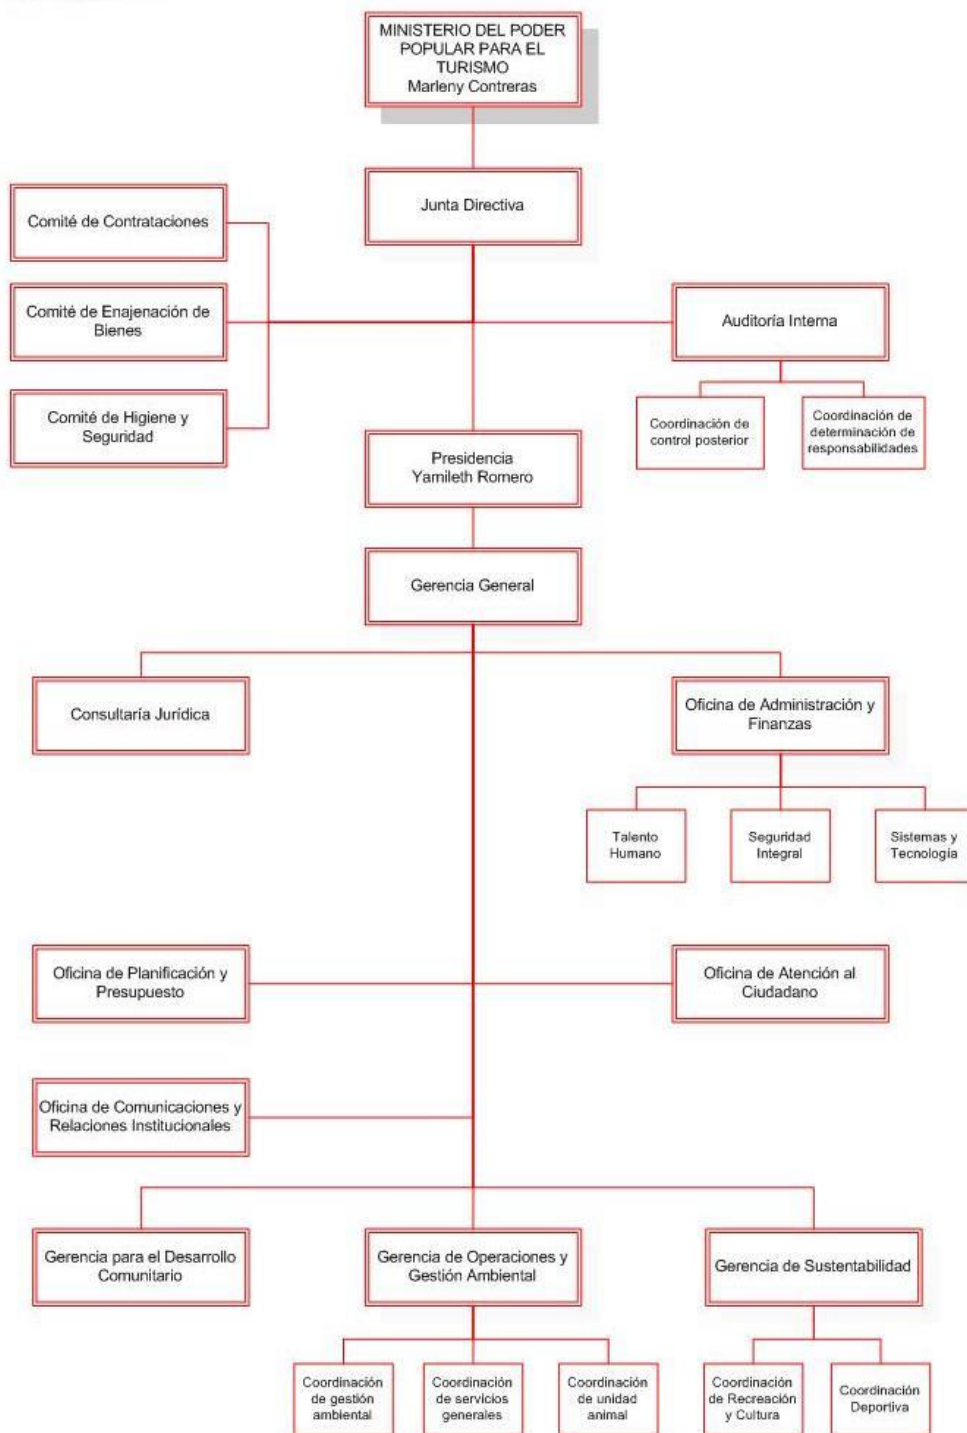 MINISTERIO DEL PODER
POPULAR PARA EL
TURISMO
Marleny Contreras
Junta Directiva
Comité de Contrataciones
Comité de Enajenación de
Bienes
Comité de Higiene y
Seguridad
Auditoría Interna
Coordinación de
control posterior
Coordinación de
determinación de
responsabilidades
Presidencia
Yamileth Romero
Gerencia General
Consultaría Jurídica
Oficina de Administración y
Finanzas
Talento
Humano
Seguridad
Integral
Sistemas y
Tecnología
Oficina de Planificación y
Presupuesto
Oficina de Atención al
Ciudadano
Oficina de Comunicaciones y
Relaciones Institucionales
Gerencia para el Desarrollo
Comunitario
Gerencia de Operaciones y
Gestión Ambiental
Gerencia de Sustentabilidad
Coordinación
de gestión
ambiental
Coordinación
de servicios
generales
Coordinación
de unidad
animal
Coordinación
de Recreación
y Cultura
Coordinación
Deportiva